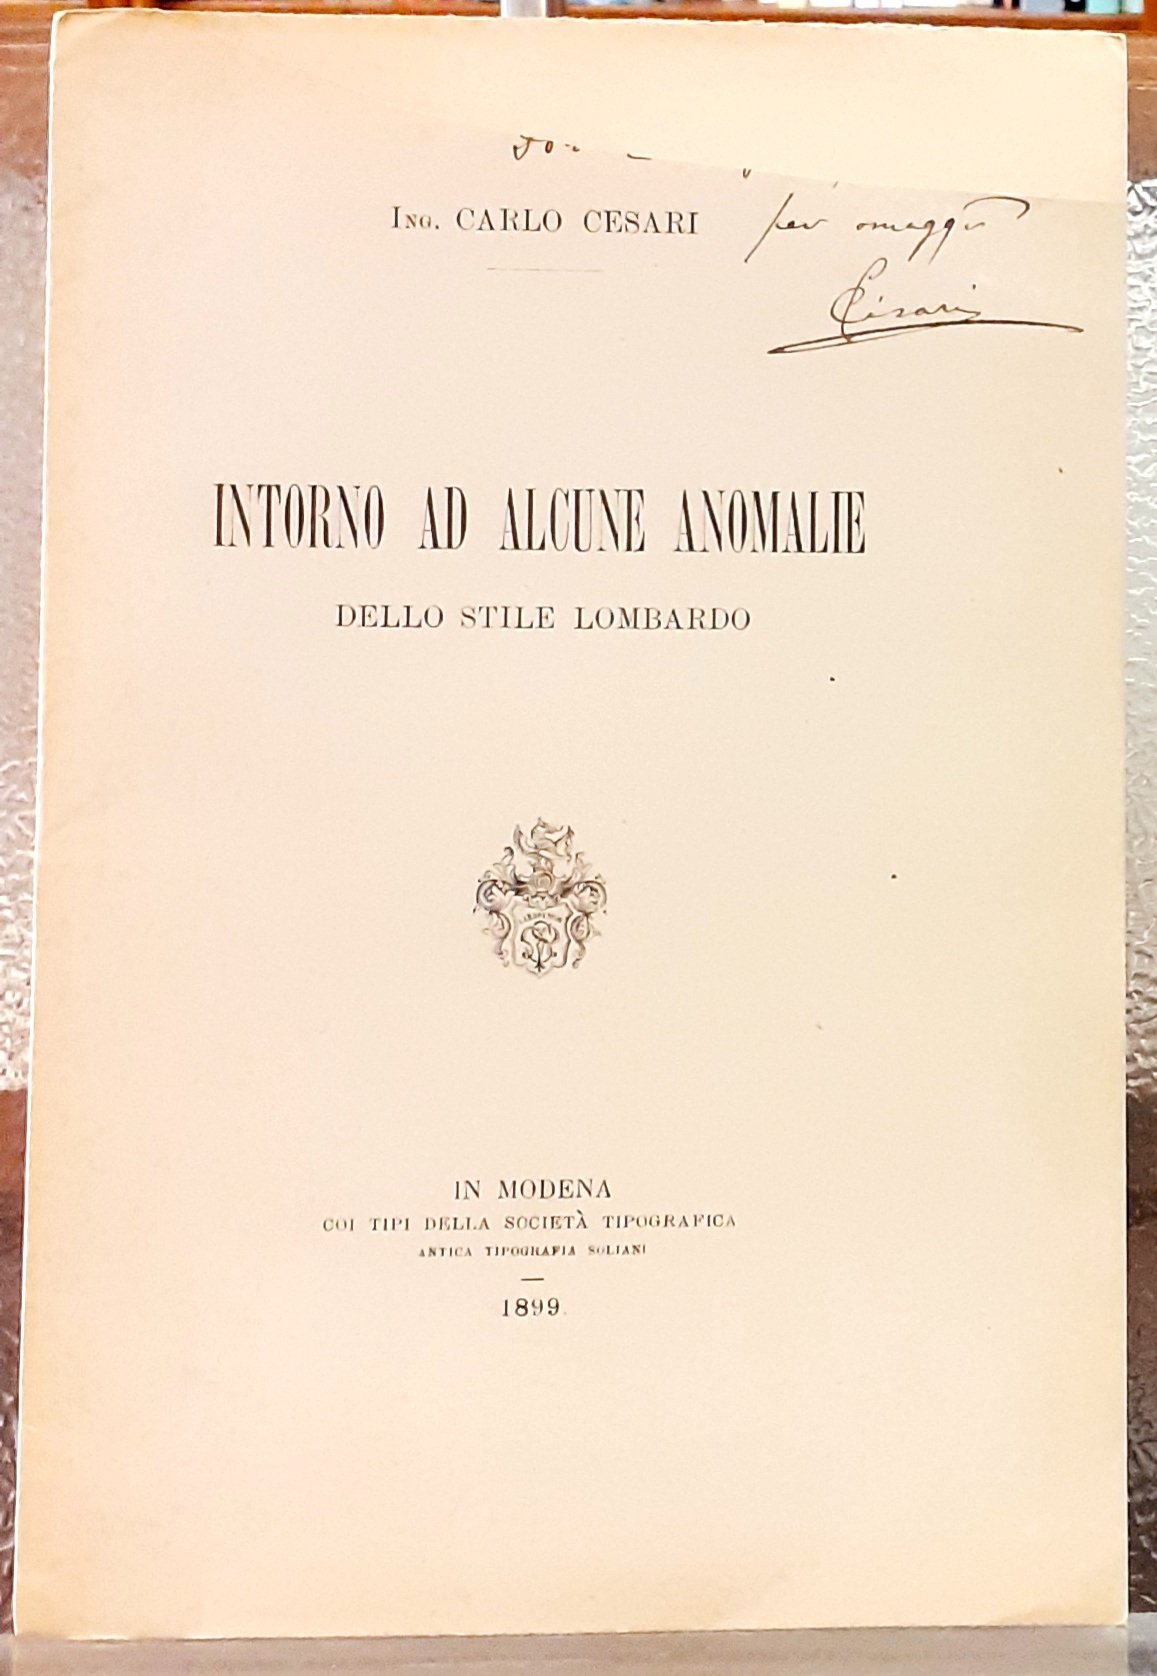 Ing. CARLO CESARI
per omaggio
Cesari
INTORNO AD ALCUNE ANOMALIE
DELLO STILE LOMBARDO
IN MODENA
COI TIPI DELLA SOCIETÀ TIPOGRAFICA
ANTICA TIPOGRAFIA SOLIANI
1899